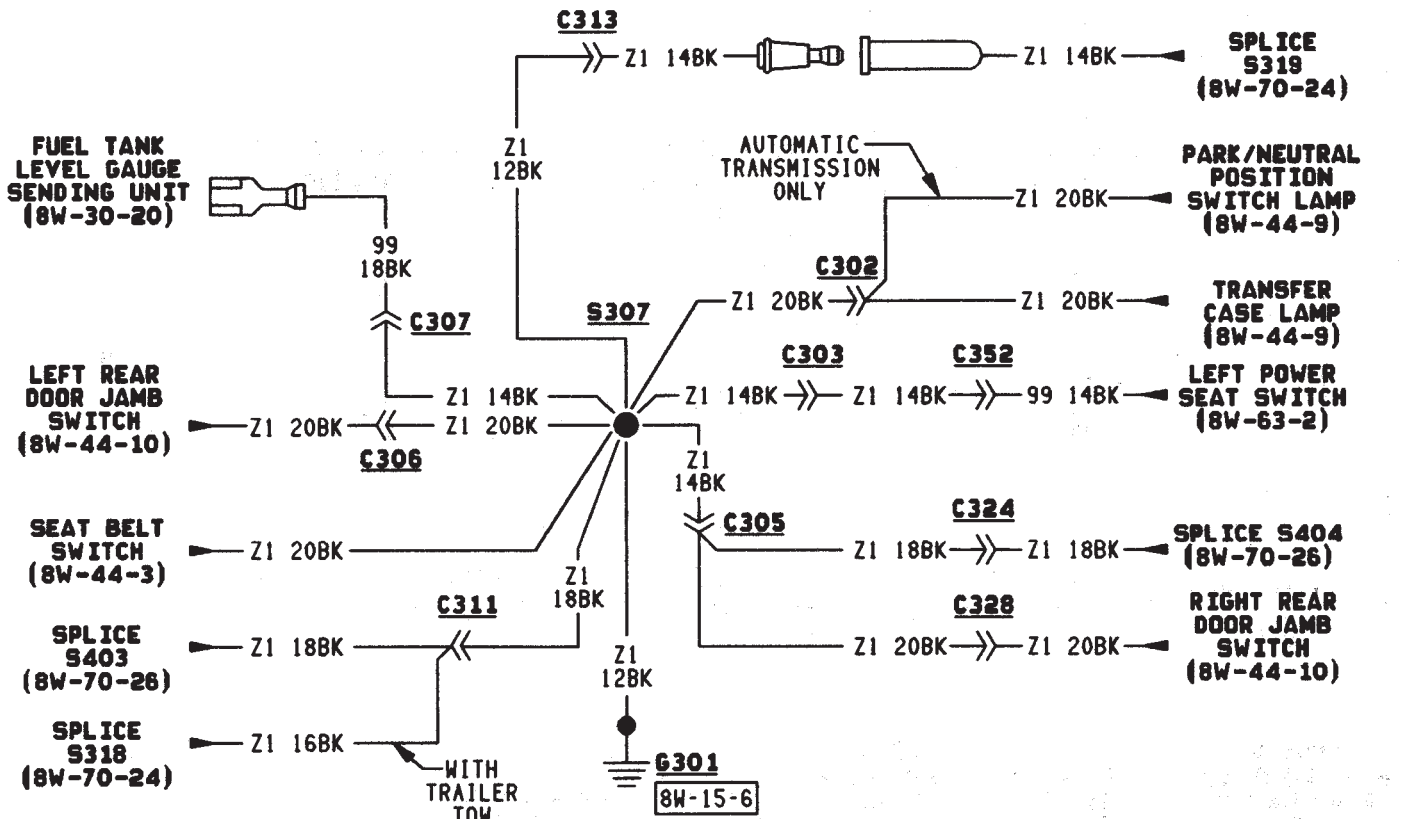 C313
Z1 14BK
Z1 14BK
SPLICE
S319
(8W-70-24)
Z1
12BK
FUEL TANK
LEVEL GAUGE
SENDING UNIT
(8W-30-20)
AUTOMATIC
TRANSMISSION
ONLY
PARK/NEUTRAL
POSITION
SWITCH LAMP
(8W-44-9)
Z1 20BK
99
18BK
C302
Z1 20BK
Z1 20BK
TRANSFER
CASE LAMP
(8W-44-9)
C307
S307
C303
C352
LEFT REAR
DOOR JAMB
SWITCH
(8W-44-10)
Z1 14BK
Z1 14BK
Z1 14BK
99 14BK
LEFT POWER
SEAT SWITCH
(8W-63-2)
Z1 20BK
Z1 20BK
C306
Z1
14BK
C305
C324
SEAT BELT
SWITCH
(8W-44-3)
Z1 20BK
Z1 18BK
Z1 18BK
SPLICE S404
(8W-70-26)
Z1
18BK
C311
C328
SPLICE
S403
(8W-70-26)
Z1 18BK
Z1 20BK
Z1 20BK
RIGHT REAR
DOOR JAMB
SWITCH
(8W-44-10)
Z1
12BK
SPLICE
S318
(8W-70-24)
Z1 16BK
WITH
TRAILER
TOW
G301
8W-15-6